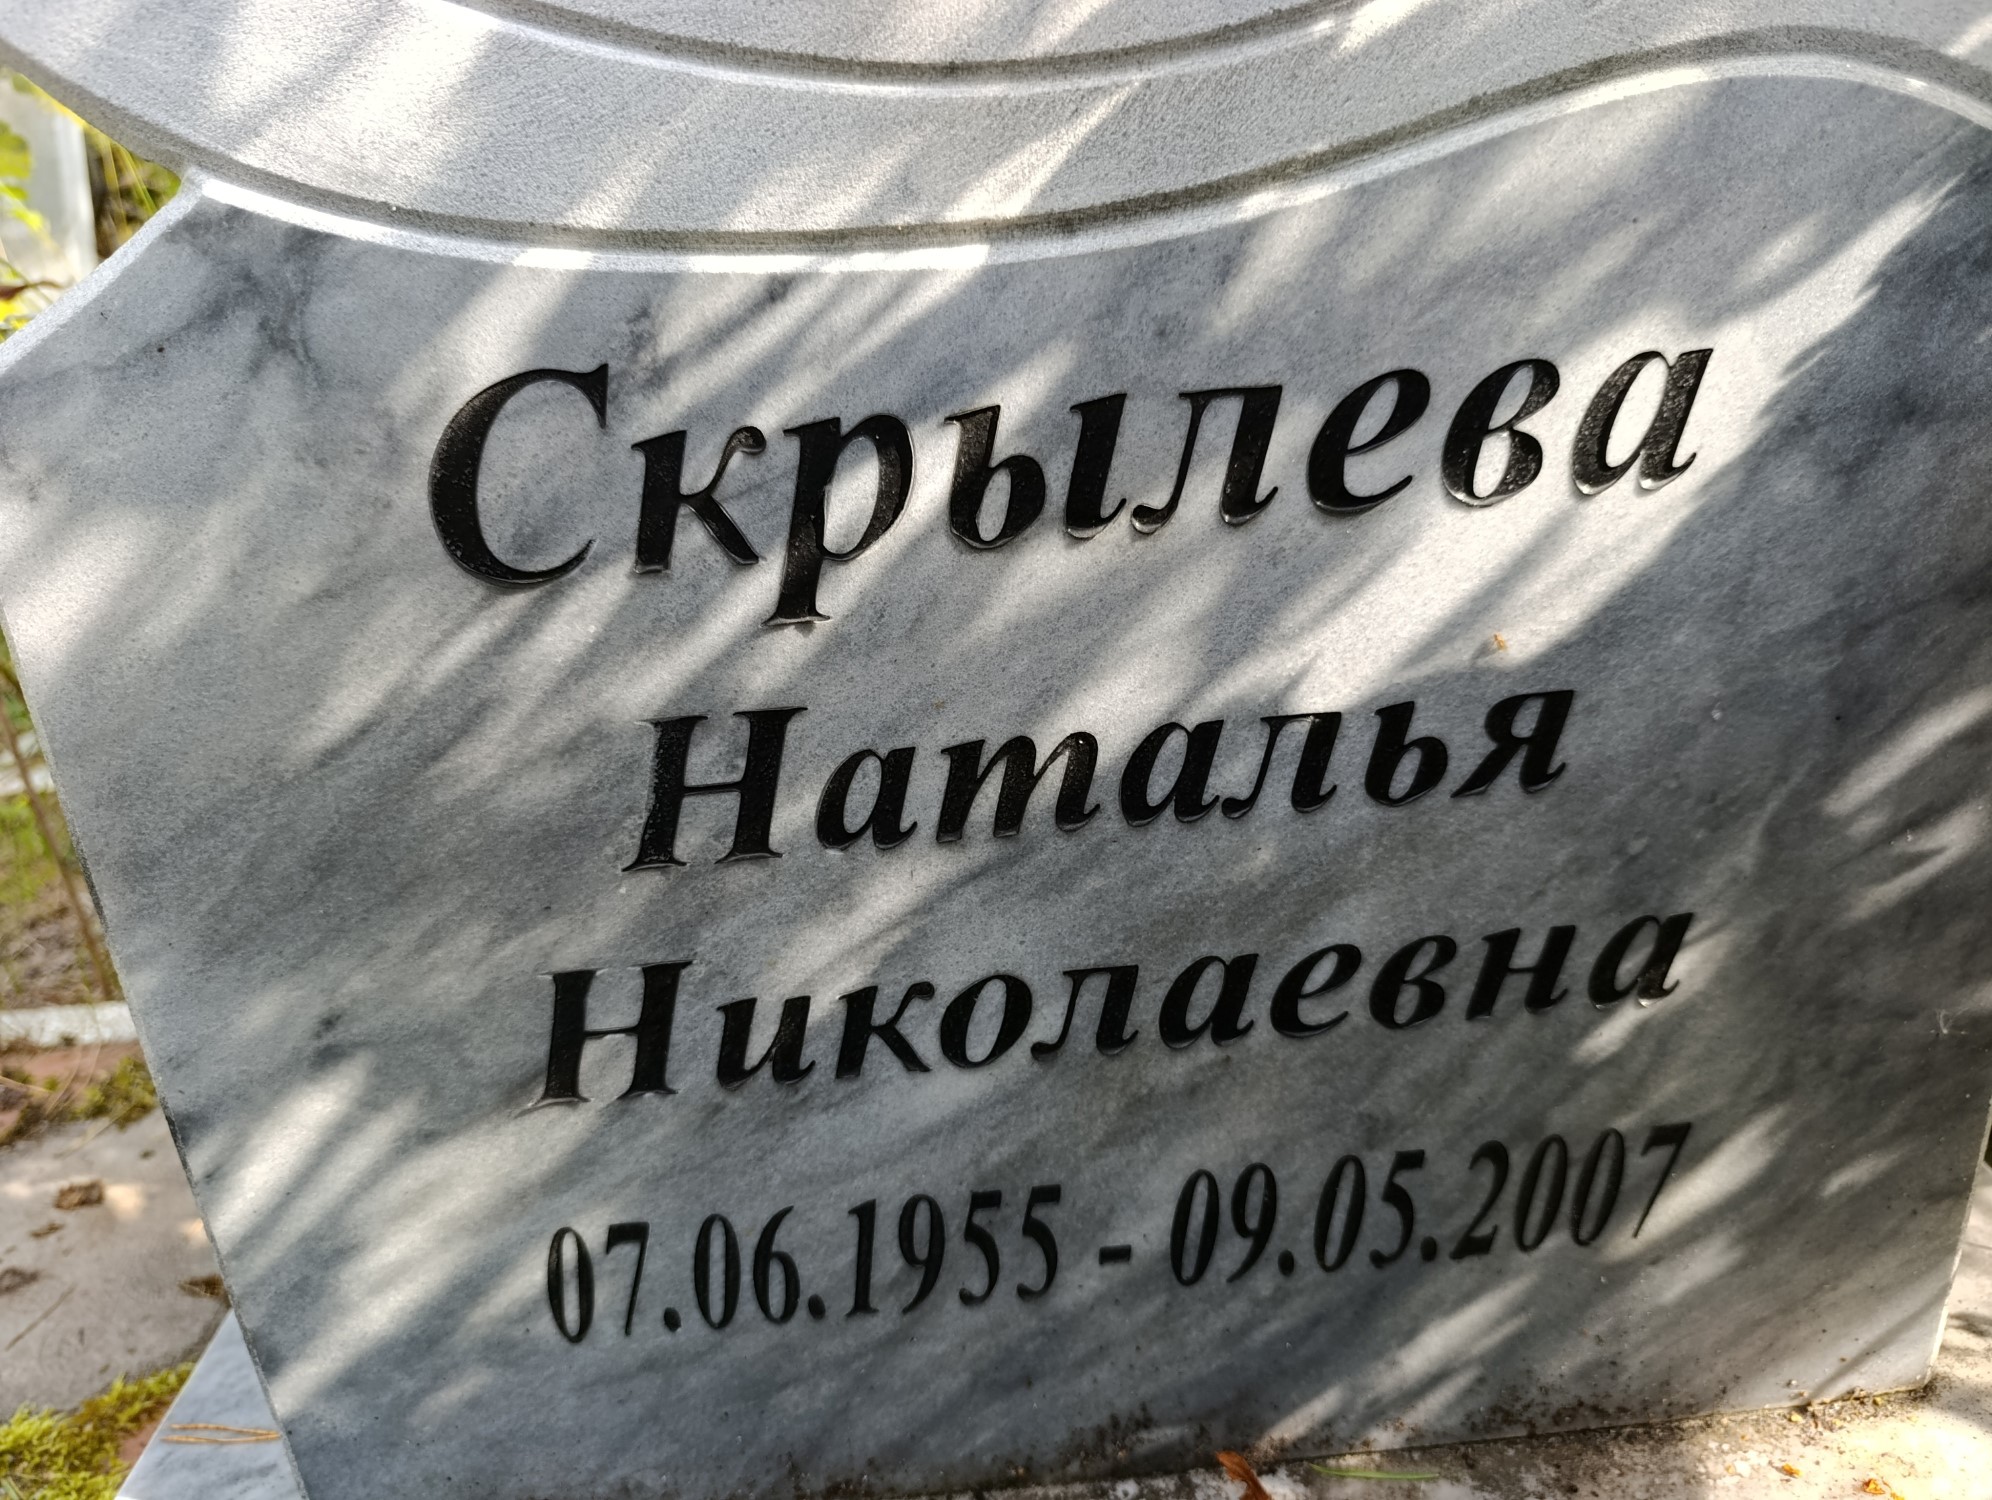 Скрылева
Наталья
Николаевна
07.06.1955 - 09.05.2007